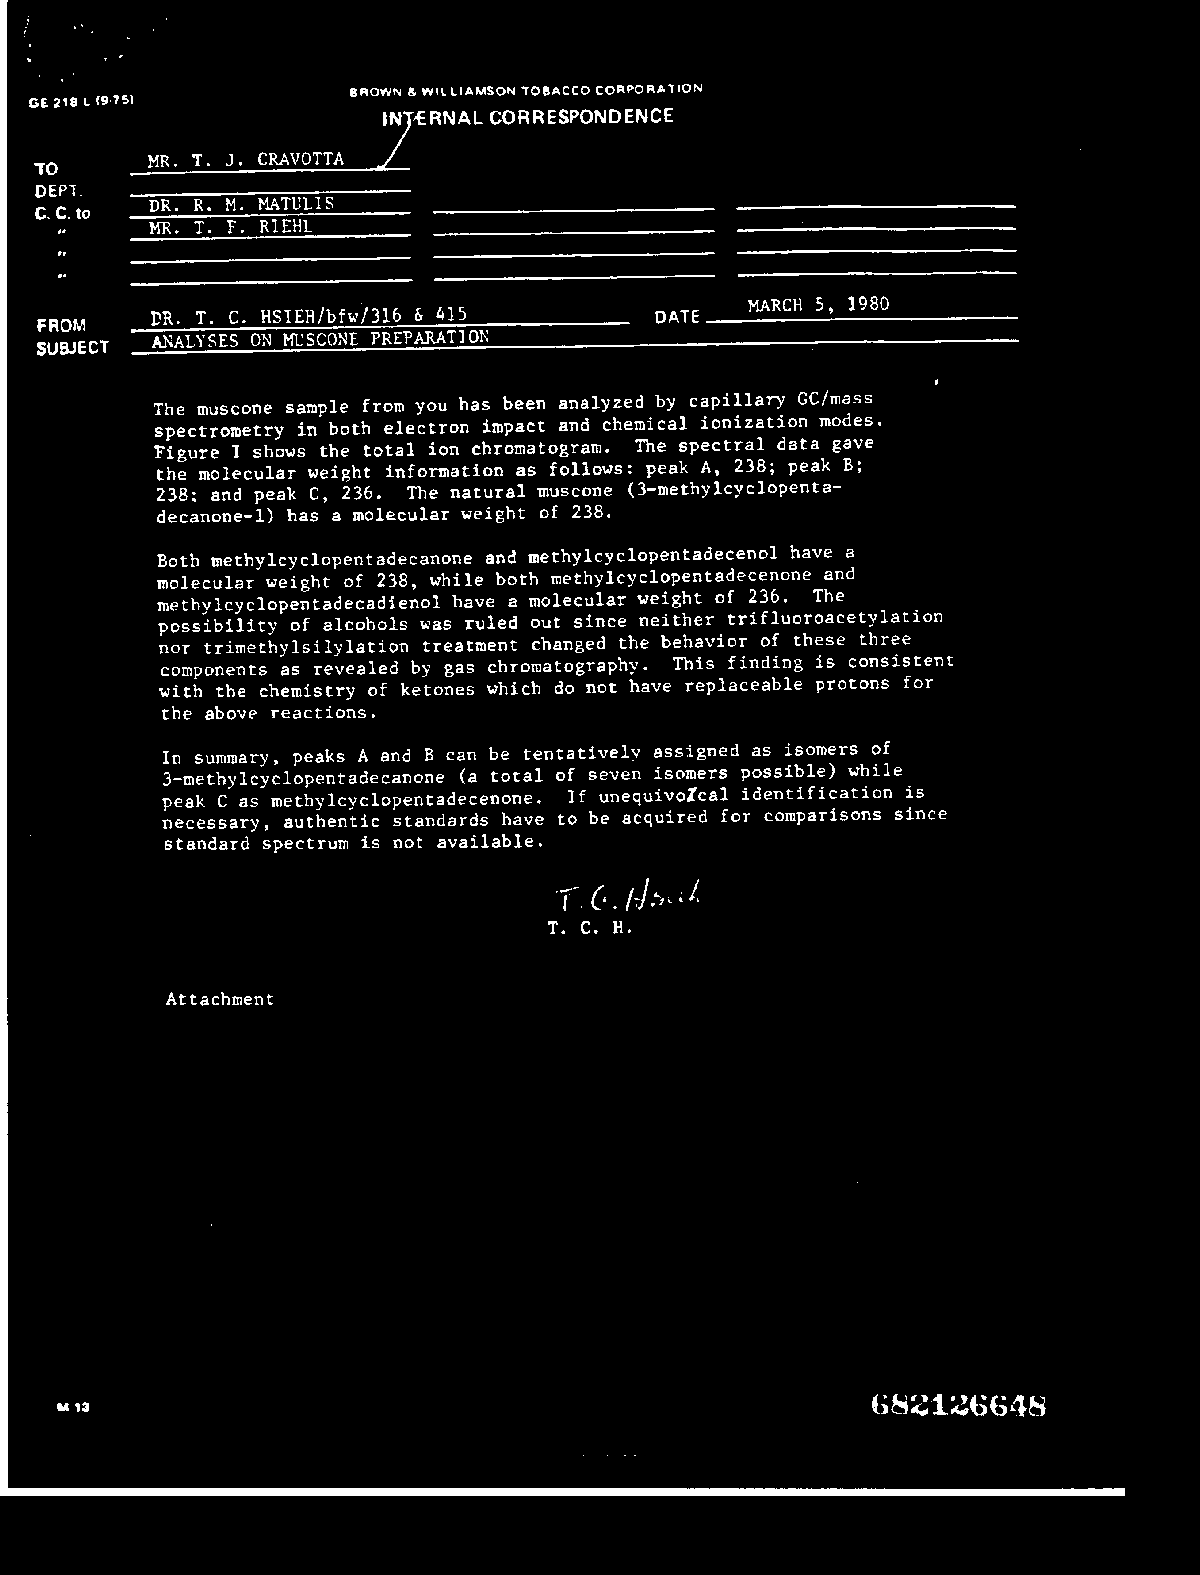 GE 218 L (9-75)
BROWN & WILLIAMSON TOBACCO CORPORATION
INTERNAL CORRESPONDENCE
TO MR. T. J. CRAVOTTA
DEPT.
C. C. to DR. R. M. MATULIS
" MR. T. F. RIEHL
"
"
FROM DR. T. C. HSIEH/bfw/316 & 415 DATE MARCH 5, 1980
SUBJECT ANALYSES ON MUSCONE PREPARATION
The muscone sample from you has been analyzed by capillary GC/mass
spectrometry in both electron impact and chemical ionization modes.
Figure 1 shows the total ion chromatogram. The spectral data gave
the molecular weight information as follows: peak A, 238; peak B;
238; and peak C, 236. The natural muscone (3-methylcyclopenta-
decanone-1) has a molecular weight of 238.
Both methylcyclopentadecanone and methylcyclopentadecenol have a
molecular weight of 238, while both methylcyclopentadecenone and
methylcyclopentadecadienol have a molecular weight of 236. The
possibility of alcohols was ruled out since neither trifluoroacetylation
nor trimethylsilylation treatment changed the behavior of these three
components as revealed by gas chromatography. This finding is consistent
with the chemistry of ketones which do not have replaceable protons for
the above reactions.
In summary, peaks A and B can be tentatively assigned as isomers of
3-methylcyclopentadecanone (a total of seven isomers possible) while
peak C as methylcyclopentadecenone. If unequivocal identification is
necessary, authentic standards have to be acquired for comparisons since
standard spectrum is not available.
T. C. Hsieh
T. C. H.
Attachment
M 13
682126648